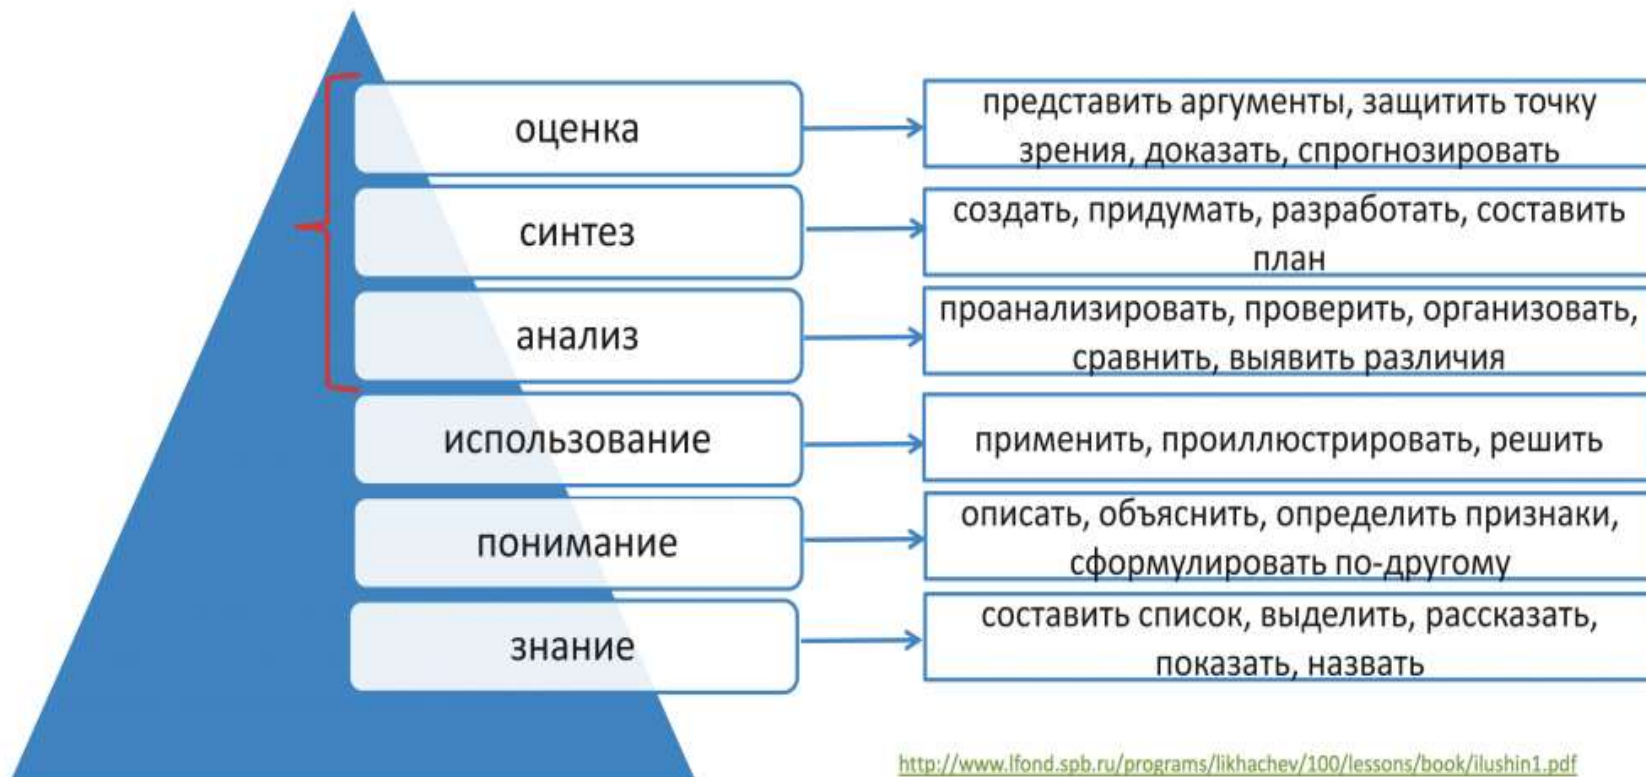 оценка
представить аргументы, защитить точку
зрения, доказать, спрогнозировать
синтез
создать, придумать, разработать, составить
план
анализ
проанализировать, проверить, организовать,
сравнить, выявить различия
использование
применить, проиллюстрировать, решить
понимание
описать, объяснить, определить признаки,
сформулировать по-другому
знание
составить список, выделить, рассказать,
показать, назвать
http://www.lfond.spb.ru/programs/likhachev/100/lessons/book/ilushin1.pdf